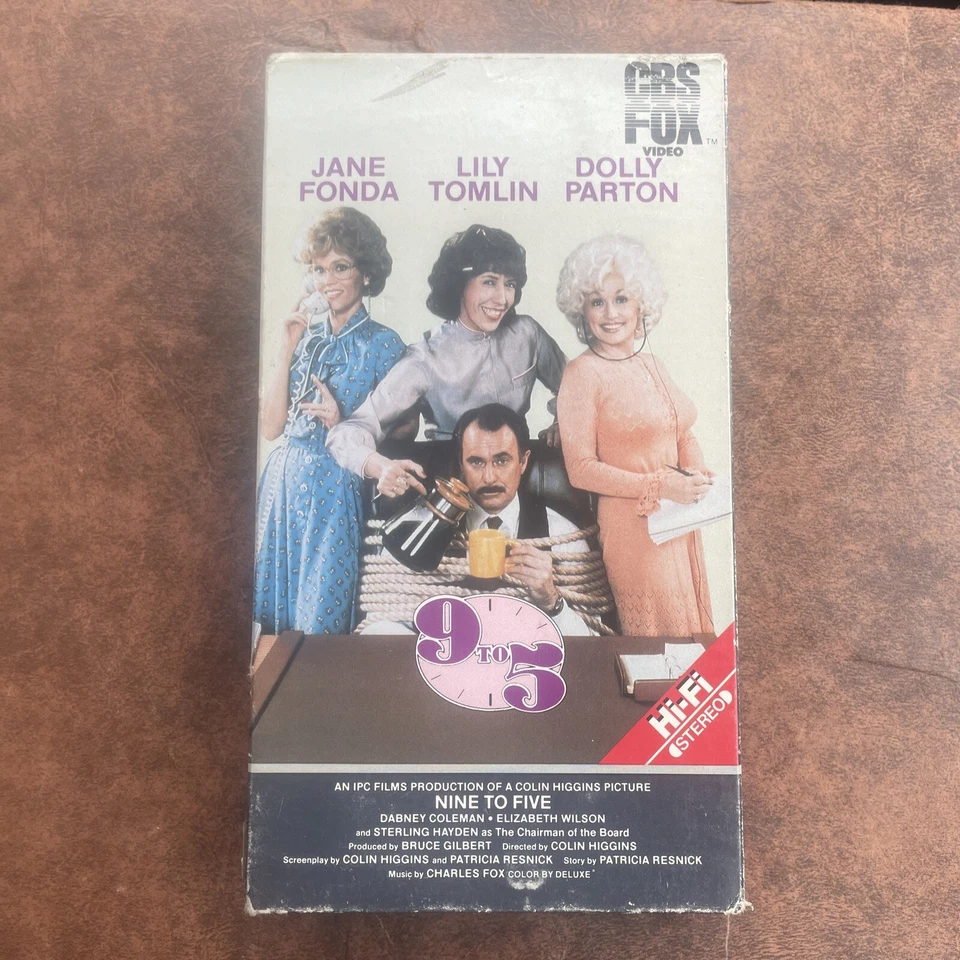 CBS
FOX
VIDEO
TM
JANE LILY DOLLY
FONDA TOMLIN PARTON
9 TO 5
Hi-Fi
STEREO
AN IPC FILMS PRODUCTION OF A COLIN HIGGINS PICTURE
NINE TO FIVE
DABNEY COLEMAN • ELIZABETH WILSON
and STERLING HAYDEN as The Chairman of the Board
Produced by BRUCE GILBERT Directed by COLIN HIGGINS
Screenplay by COLIN HIGGINS and PATRICIA RESNICK Story by PATRICIA RESNICK
Music by CHARLES FOX COLOR BY DELUXE®